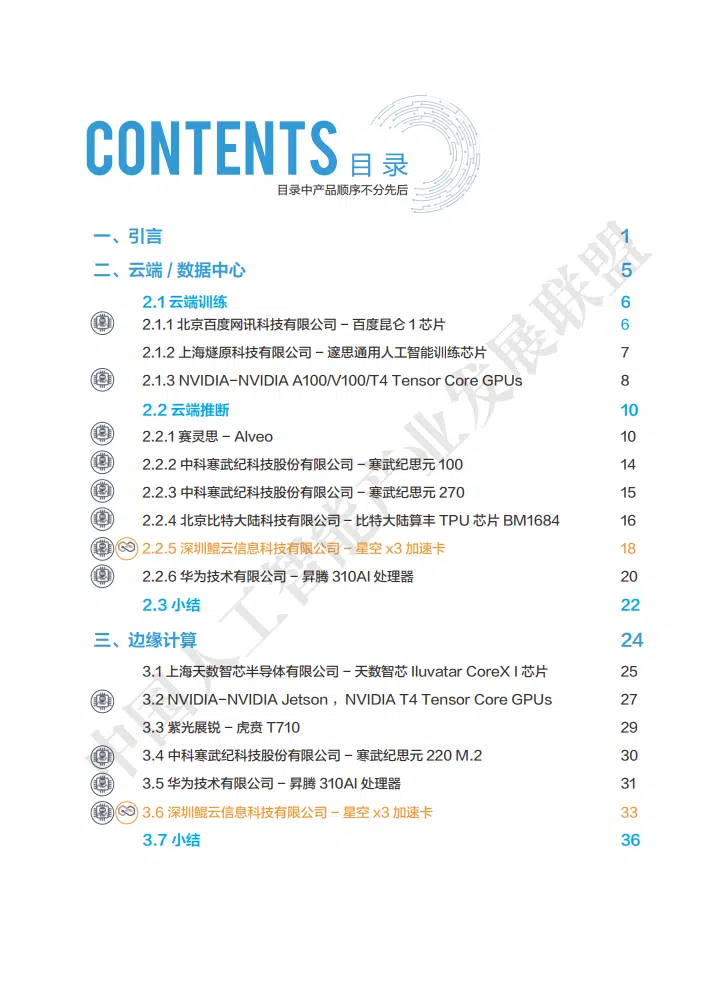 CONTENTS 目录
目录中产品顺序不分先后
一、引言 1
二、云端 / 数据中心 5
2.1 云端训练 6
2.1.1 北京百度网讯科技有限公司 – 百度昆仑 1 芯片 6
2.1.2 上海燧原科技有限公司 – 邃思通用人工智能训练芯片 7
2.1.3 NVIDIA–NVIDIA A100/V100/T4 Tensor Core GPUs 8
2.2 云端推断 10
2.2.1 赛灵思 – Alveo 10
2.2.2 中科寒武纪科技股份有限公司 – 寒武纪思元 100 14
2.2.3 中科寒武纪科技股份有限公司 – 寒武纪思元 270 15
2.2.4 北京比特大陆科技有限公司 – 比特大陆算丰 TPU 芯片 BM1684 16
2.2.5 深圳鲲云信息科技有限公司 – 星空 x3 加速卡 18
2.2.6 华为技术有限公司 – 昇腾 310AI 处理器 20
2.3 小结 22
三、边缘计算 24
3.1 上海天数智芯半导体有限公司 – 天数智芯 Iluvatar CoreX I 芯片 25
3.2 NVIDIA–NVIDIA Jetson ，NVIDIA T4 Tensor Core GPUs 27
3.3 紫光展锐 – 虎贲 T710 29
3.4 中科寒武纪科技股份有限公司 – 寒武纪思元 220 M.2 30
3.5 华为技术有限公司 – 昇腾 310AI 处理器 31
3.6 深圳鲲云信息科技有限公司 – 星空 x3 加速卡 33
3.7 小结 36
中国人工智能产业发展联盟